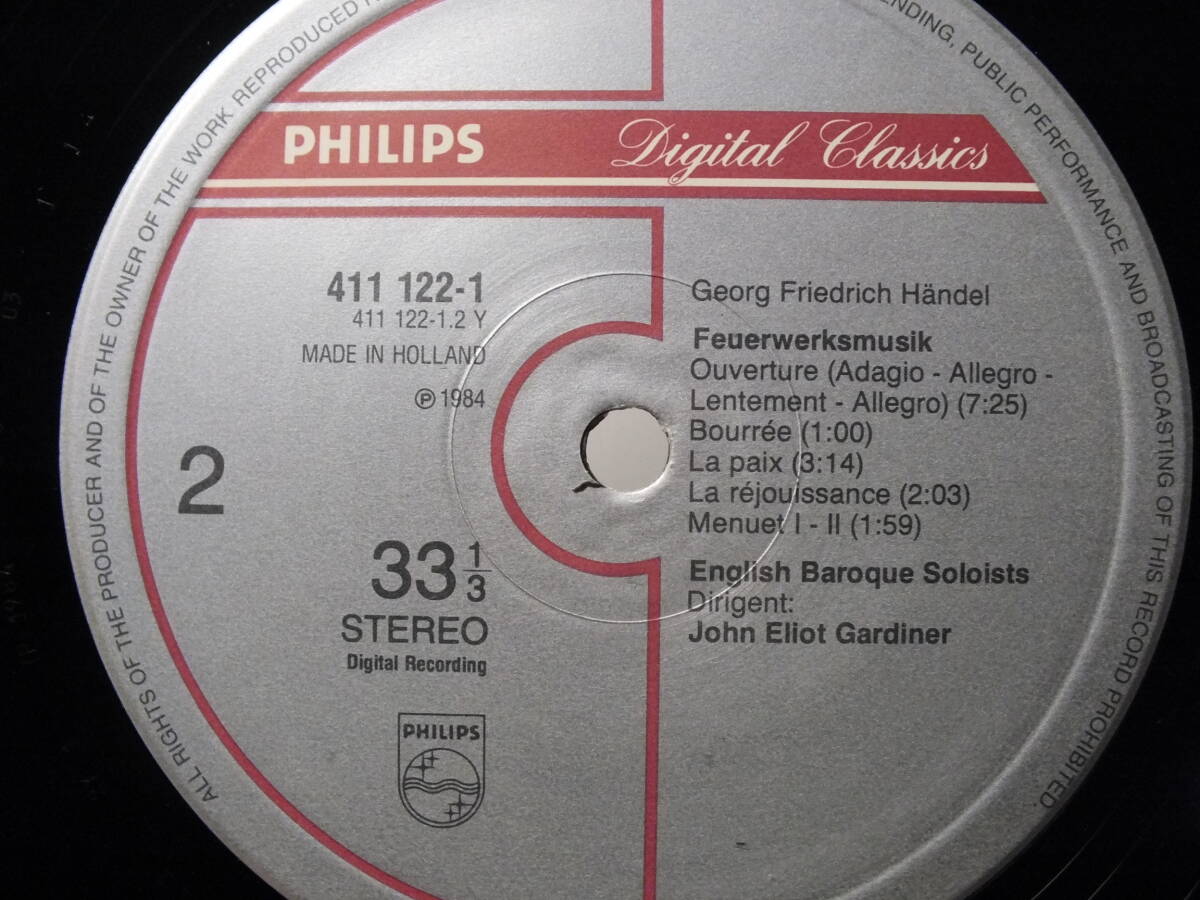 PHILIPS Digital Classics
411 122-1
411 122-1.2 Y
MADE IN HOLLAND
℗ 1984
2
33 1/3
STEREO
Digital Recording
PHILIPS
Georg Friedrich Händel
Feuerwerksmusik
Ouverture (Adagio - Allegro -
Lentement - Allegro) (7:25)
Bourrée (1:00)
La paix (3:14)
La réjouissance (2:03)
Menuet I - II (1:59)
English Baroque Soloists
Dirigent:
John Eliot Gardiner
ALL RIGHTS OF THE PRODUCER AND OF THE OWNER OF THE WORK REPRODUCED
PUBLIC PERFORMANCE AND BROADCASTING OF THIS RECORD PROHIBITED.